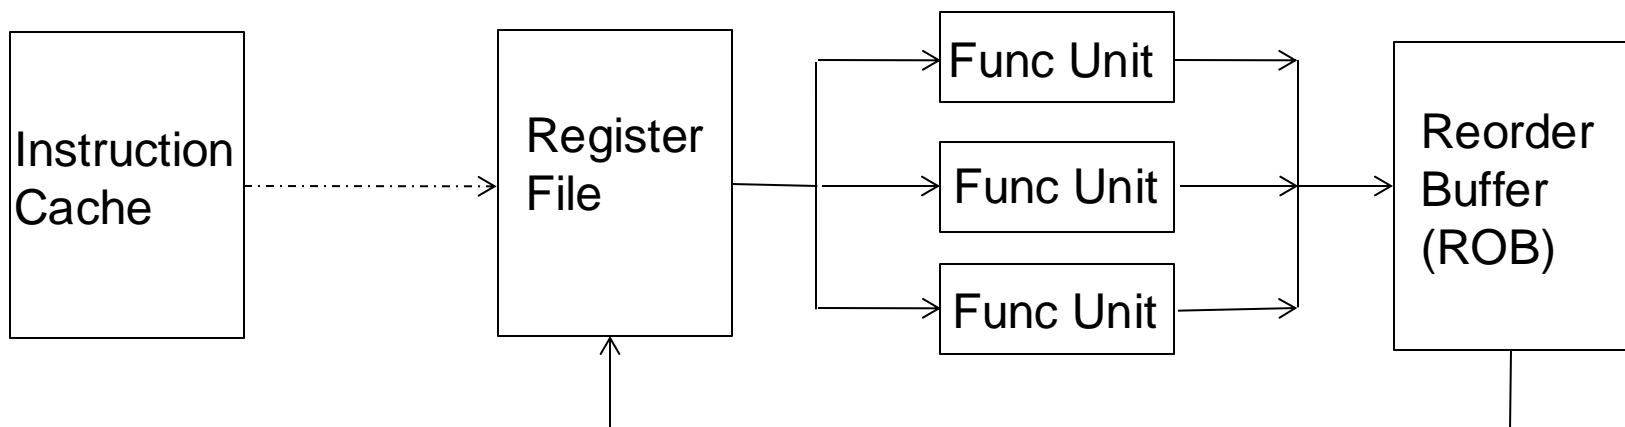 Instruction
Cache
Register
File
Func Unit
Func Unit
Func Unit
Reorder
Buffer
(ROB)